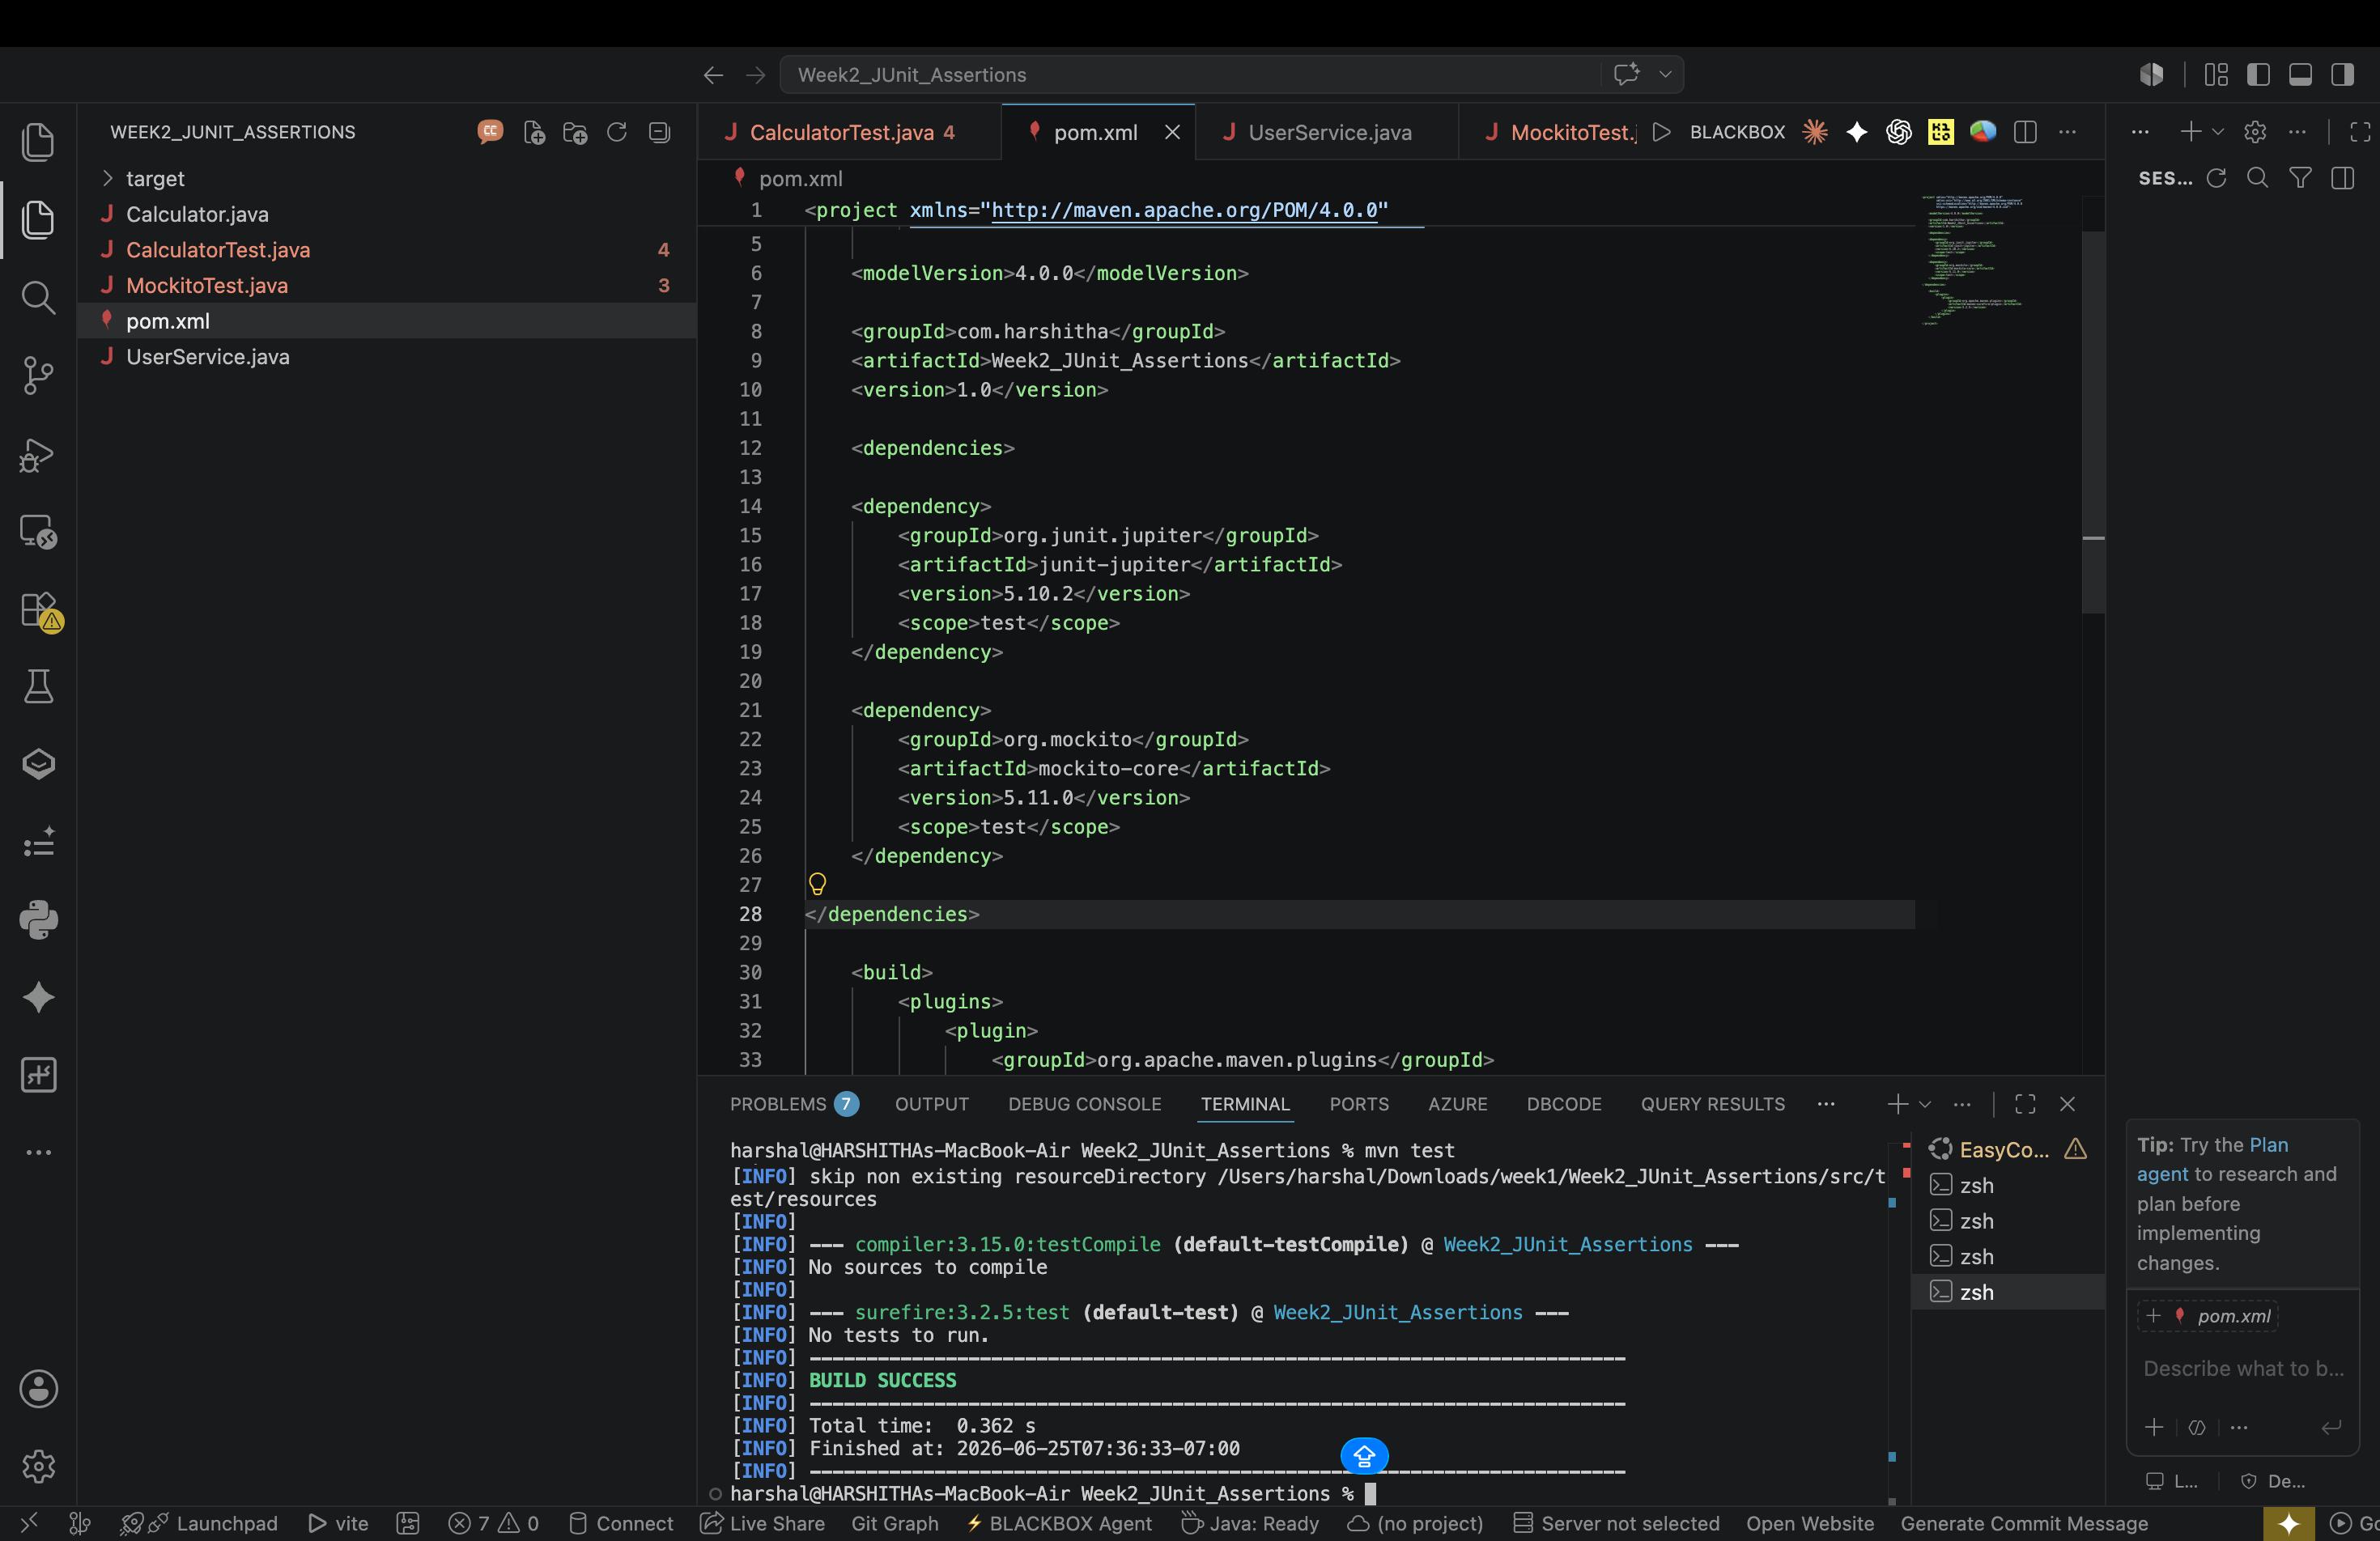 Week2_JUnit_Assertions
WEEK2_JUNIT_ASSERTIONS
target
Calculator.java
CalculatorTest.java 4
MockitoTest.java 3
pom.xml
UserService.java
CalculatorTest.java 4
pom.xml
UserService.java
MockitoTest.j
BLACKBOX
pom.xml
1 <project xmlns="http://maven.apache.org/POM/4.0.0"
5
6 <modelVersion>4.0.0</modelVersion>
7
8 <groupId>com.harshitha</groupId>
9 <artifactId>Week2_JUnit_Assertions</artifactId>
10 <version>1.0</version>
11
12 <dependencies>
13
14 <dependency>
15 <groupId>org.junit.jupiter</groupId>
16 <artifactId>junit-jupiter</artifactId>
17 <version>5.10.2</version>
18 <scope>test</scope>
19 </dependency>
20
21 <dependency>
22 <groupId>org.mockito</groupId>
23 <artifactId>mockito-core</artifactId>
24 <version>5.11.0</version>
25 <scope>test</scope>
26 </dependency>
27
28 </dependencies>
29
30 <build>
31 <plugins>
32 <plugin>
33 <groupId>org.apache.maven.plugins</groupId>
PROBLEMS 7 OUTPUT DEBUG CONSOLE TERMINAL PORTS AZURE DBCODE QUERY RESULTS
harshal@HARSHITHAs-MacBook-Air Week2_JUnit_Assertions % mvn test
[INFO] skip non existing resourceDirectory /Users/harshal/Downloads/week1/Week2_JUnit_Assertions/src/t
est/resources
[INFO]
[INFO] --- compiler:3.15.0:testCompile (default-testCompile) @ Week2_JUnit_Assertions ---
[INFO] No sources to compile
[INFO]
[INFO] --- surefire:3.2.5:test (default-test) @ Week2_JUnit_Assertions ---
[INFO] No tests to run.
[INFO] ------------------------------------------------------------------------
[INFO] BUILD SUCCESS
[INFO] ------------------------------------------------------------------------
[INFO] Total time:  0.362 s
[INFO] Finished at: 2026-06-25T07:36:33-07:00
[INFO] ------------------------------------------------------------------------
harshal@HARSHITHAs-MacBook-Air Week2_JUnit_Assertions %
EasyCo...
zsh
zsh
zsh
zsh
SES...
Tip: Try the Plan
agent to research and
plan before
implementing
changes.
pom.xml
Describe what to b...
L... De...
Launchpad vite 7 0 Connect Live Share Git Graph BLACKBOX Agent Java: Ready (no project) Server not selected Open Website Generate Commit Message Go